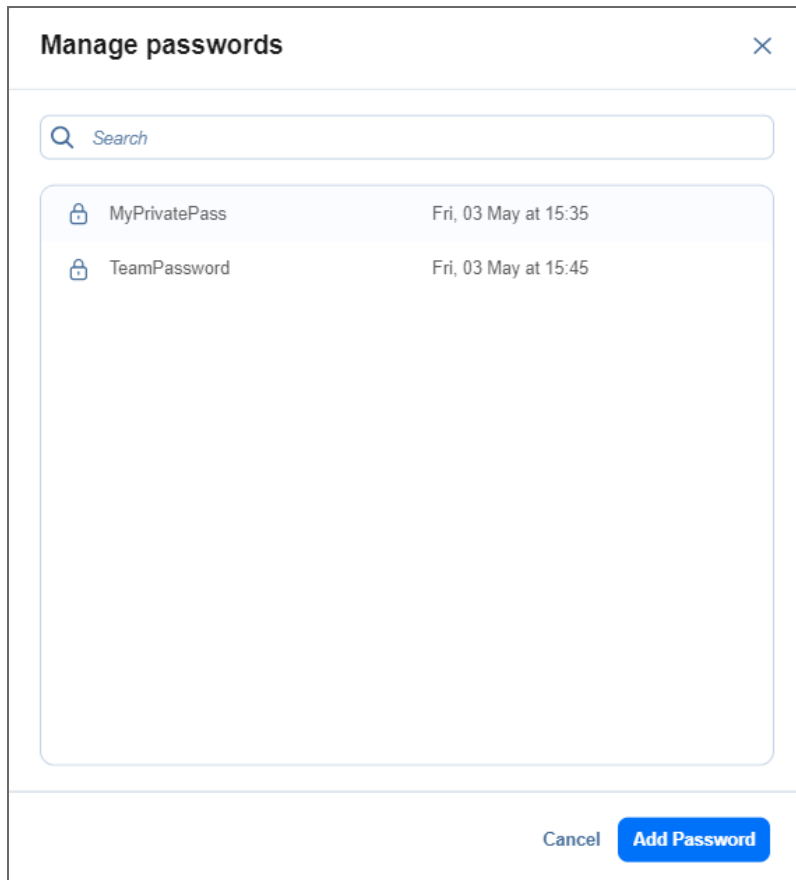 Manage passwords
Search
MyPrivatePass Fri, 03 May at 15:35
TeamPassword Fri, 03 May at 15:45
Cancel Add Password